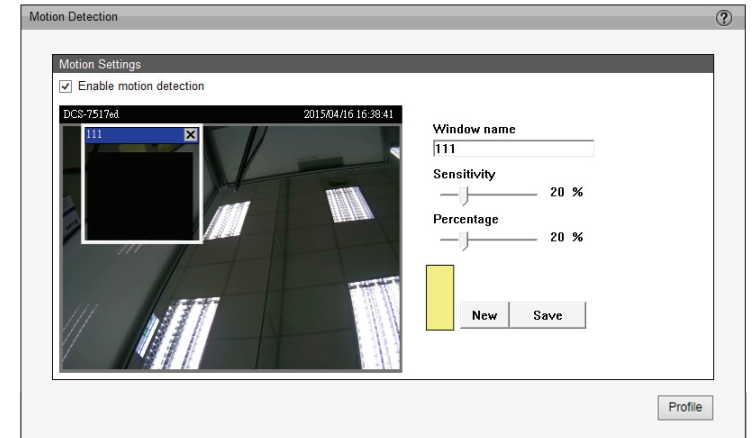 Motion Detection
?
Motion Settings
Enable motion detection
DCS-7517ed 2015/04/16 16:38:41
111
Window name
111
Sensitivity
20 %
Percentage
20 %
New Save
Profile